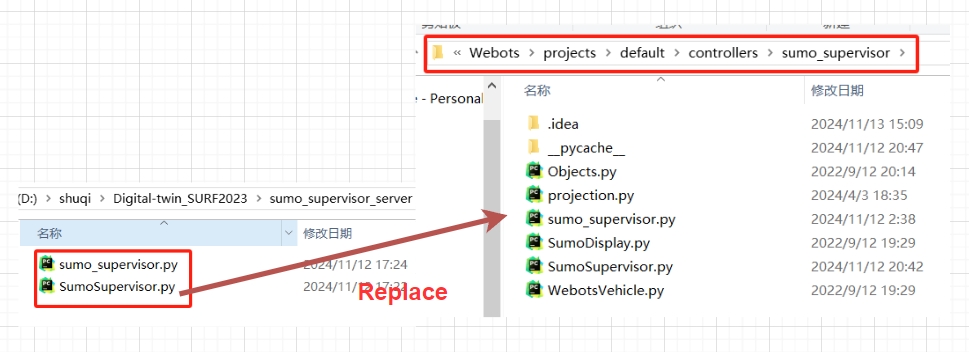 « Webots > projects > default > controllers > sumo_supervisor >
- Personal
名称 修改日期
.idea 2024/11/13 15:09
__pycache__ 2024/11/12 20:47
Objects.py 2022/9/12 20:14
projection.py 2024/4/3 18:35
sumo_supervisor.py 2024/11/12 2:38
SumoDisplay.py 2022/9/12 19:29
SumoSupervisor.py 2024/11/12 20:42
WebotsVehicle.py 2022/9/12 19:29
(D:) > shuqi > Digital-twin_SURF2023 > sumo_supervisor_server
名称 修改日期
sumo_supervisor.py 2024/11/12 17:24
SumoSupervisor.py
Replace